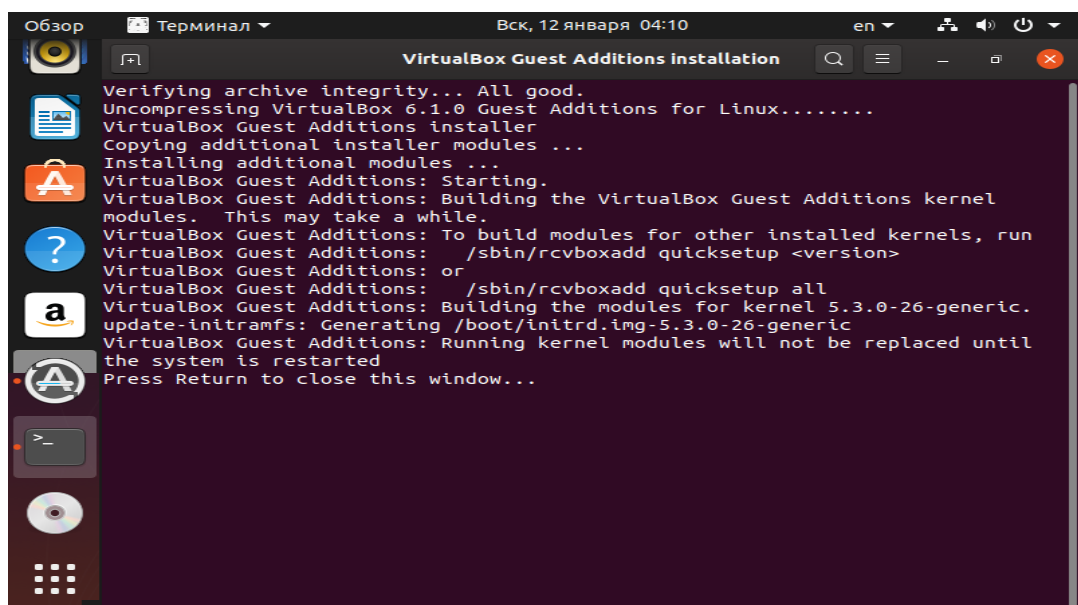 Обзор
Терминал
Вск, 12 января 04:10
en
VirtualBox Guest Additions installation
Verifying archive integrity... All good.
Uncompressing VirtualBox 6.1.0 Guest Additions for Linux........
VirtualBox Guest Additions installer
Copying additional installer modules ...
Installing additional modules ...
VirtualBox Guest Additions: Starting.
VirtualBox Guest Additions: Building the VirtualBox Guest Additions kernel
modules.  This may take a while.
VirtualBox Guest Additions: To build modules for other installed kernels, run
VirtualBox Guest Additions:   /sbin/rcvboxadd quicksetup <version>
VirtualBox Guest Additions: or
VirtualBox Guest Additions:   /sbin/rcvboxadd quicksetup all
VirtualBox Guest Additions: Building the modules for kernel 5.3.0-26-generic.
update-initramfs: Generating /boot/initrd.img-5.3.0-26-generic
VirtualBox Guest Additions: Running kernel modules will not be replaced until
the system is restarted
Press Return to close this window...
?
a
>_